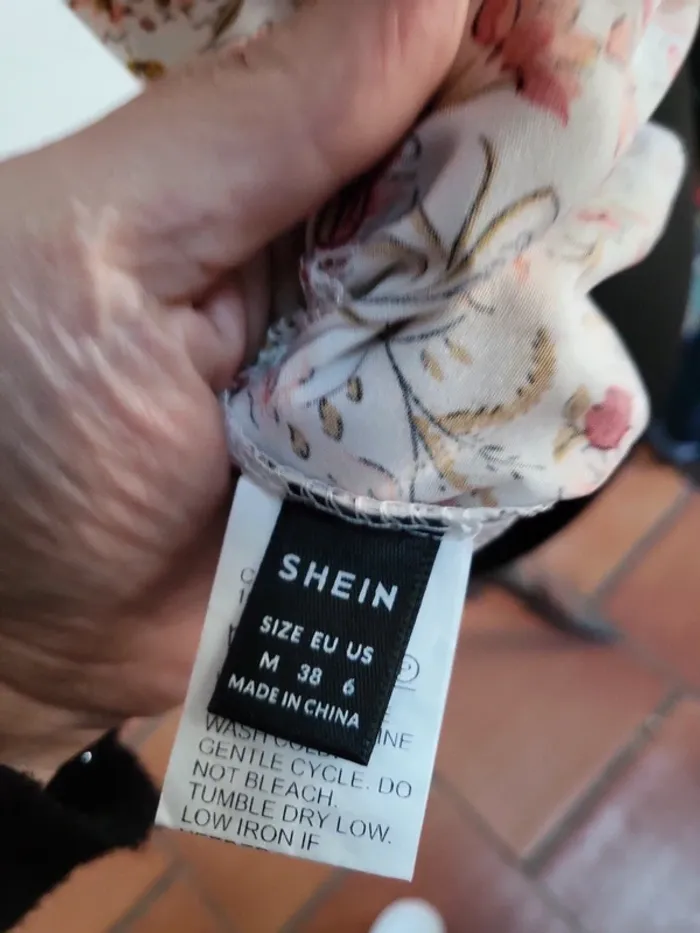 SHEIN
SIZE EU US
M 38 6
MADE IN CHINA
WASH
GENTLE CYCLE. DO
NOT BLEACH.
TUMBLE DRY LOW.
LOW IRON IF